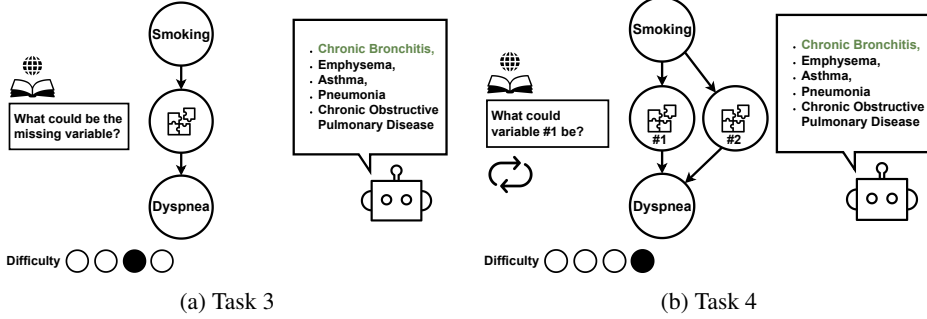 Smoking
What could be the
missing variable?
Dyspnea
. Chronic Bronchitis,
. Emphysema,
. Asthma,
. Pneumonia
. Chronic Obstructive
Pulmonary Disease
Difficulty
(a) Task 3
Smoking
What could
variable #1 be?
#1
#2
Dyspnea
. Chronic Bronchitis,
. Emphysema,
. Asthma,
. Pneumonia
. Chronic Obstructive
Pulmonary Disease
Difficulty
(b) Task 4